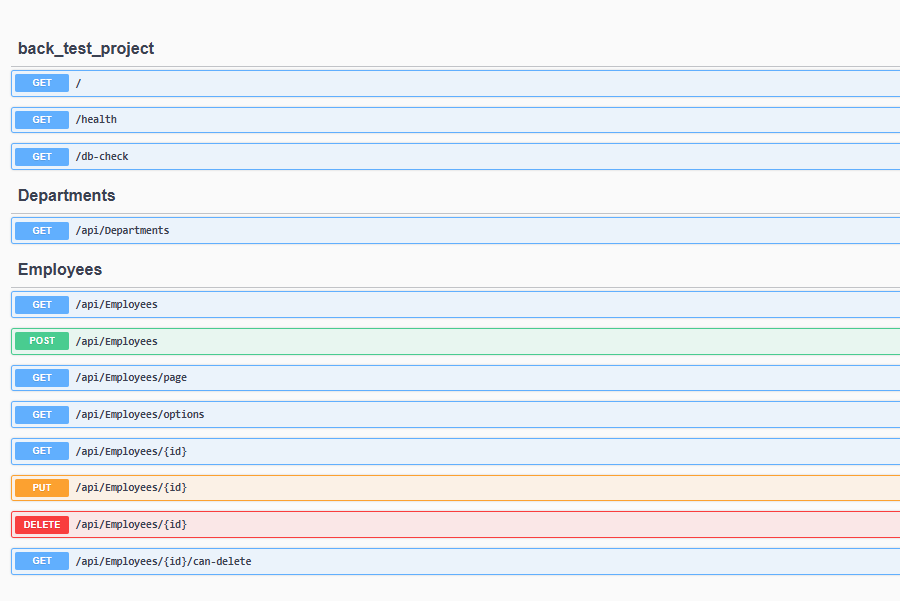 back_test_project
GET /
GET /health
GET /db-check
Departments
GET /api/Departments
Employees
GET /api/Employees
POST /api/Employees
GET /api/Employees/page
GET /api/Employees/options
GET /api/Employees/{id}
PUT /api/Employees/{id}
DELETE /api/Employees/{id}
GET /api/Employees/{id}/can-delete